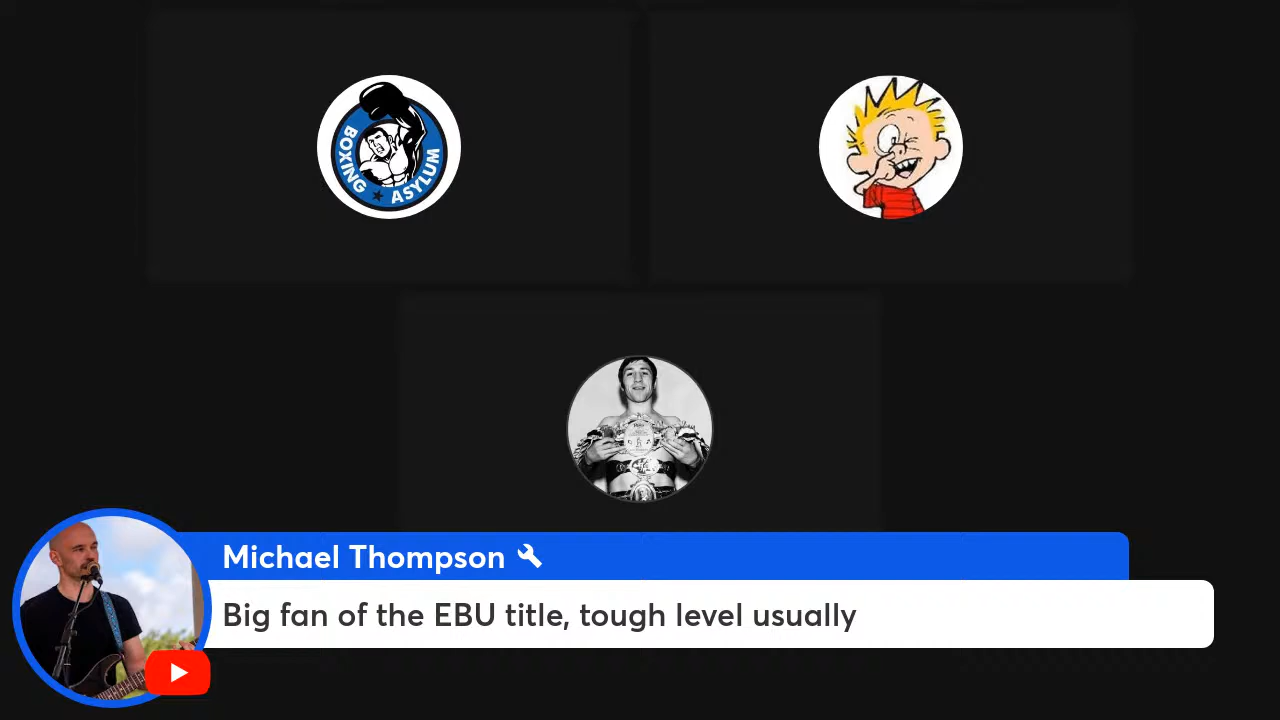 BOXING ★ ASYLUM
Michael Thompson
Big fan of the EBU title, tough level usually